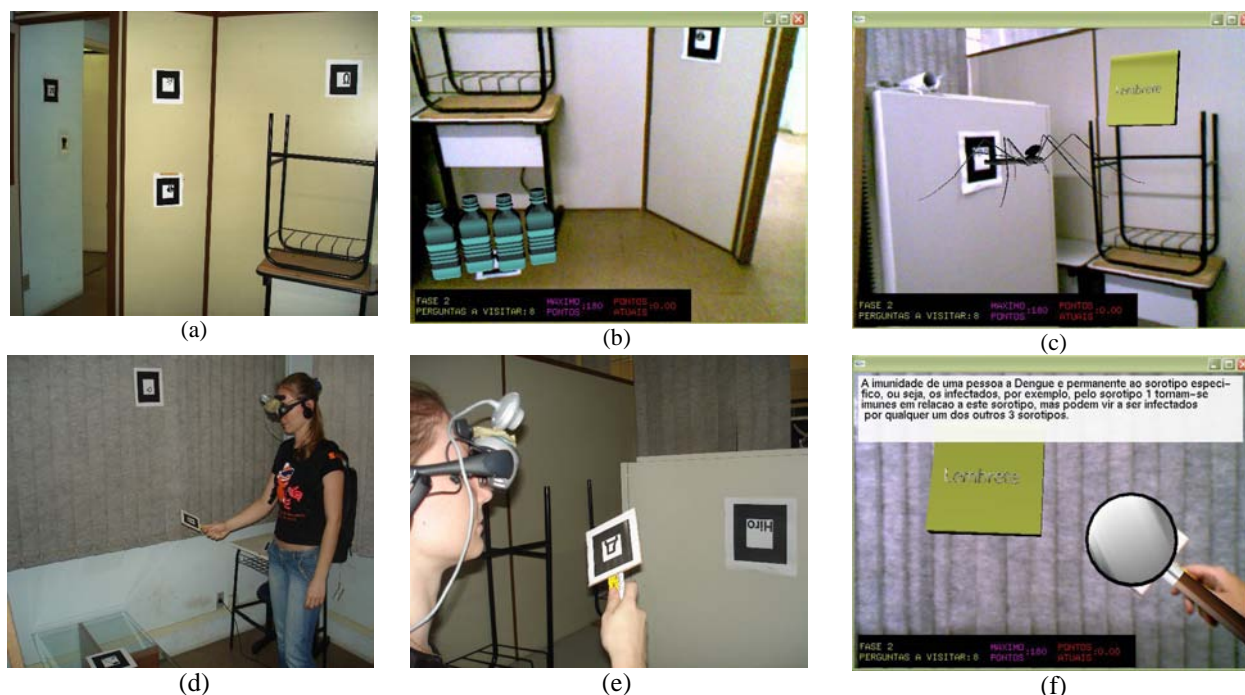 FASE 2 MAXIMO PONTOS :180 PONTOS ATUAIS :0.00
PERGUNTAS A VISITAR: 8
Lembrete
FASE 2 MAXIMO PONTOS :180 PONTOS ATUAIS :0.00
PERGUNTAS A VISITAR: 8
(a)
(b)
(c)
Hiro
A imunidade de uma pessoa a Dengue e permanente ao sorotipo especi-
fico, ou seja, os infectados, por exemplo, pelo sorotipo 1 tornam-se
imunes em relacao a este sorotipo, mas podem vir a ser infectados
por qualquer um dos outros 3 sorotipos.
Lembrete
FASE 2 MAXIMO PONTOS :180 PONTOS ATUAIS :0.00
PERGUNTAS A VISITAR: 8
(d)
(e)
(f)